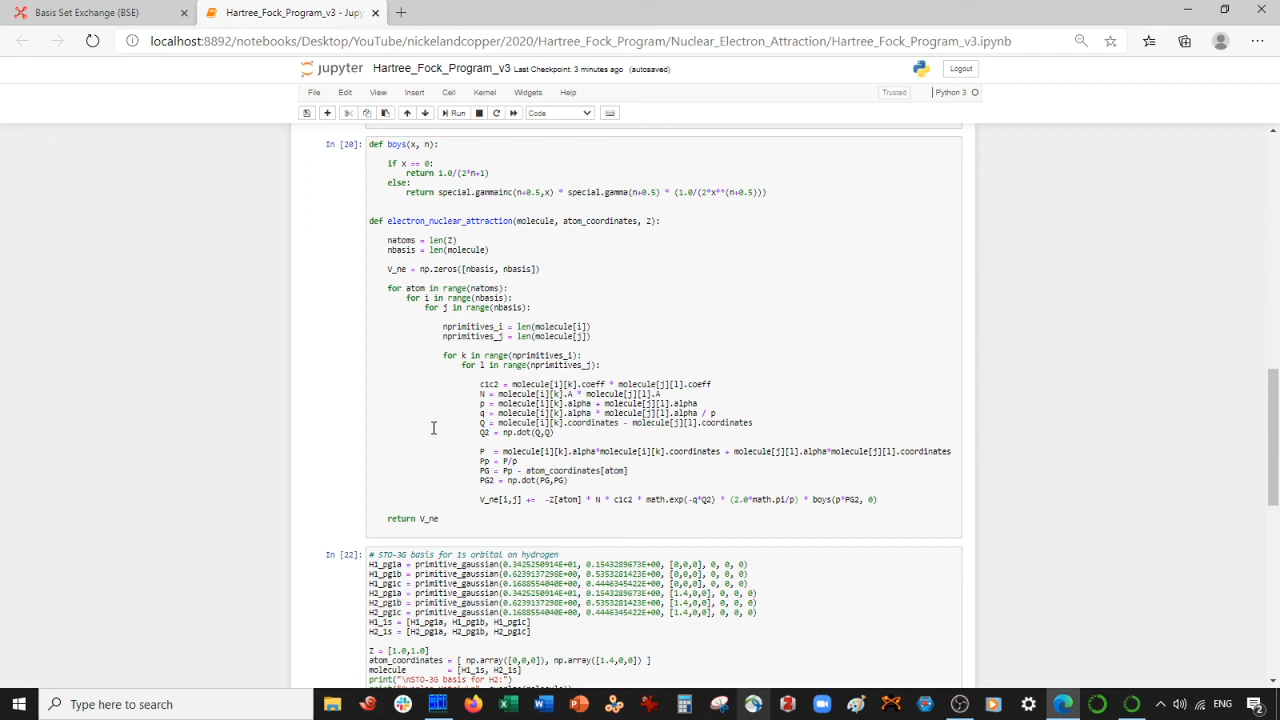 Basis Set Exchange (BSE)
Hartree_Fock_Program_v3 - Jupy
localhost:8892/notebooks/Desktop/YouTube/nickelandcopper/2020/Hartree_Fock_Program/Nuclear_Electron_Attraction/Hartree_Fock_Program_v3.ipynb
jupyter Hartree_Fock_Program_v3 Last Checkpoint: 3 minutes ago (autosaved) Logout
File Edit View Insert Cell Kernel Widgets Help Trusted Python 3
Run Code
In [20]: def boys(x, n):
if x == 0:
return 1.0/(2*n+1)
else:
return special.gammainc(n+0.5,x) * special.gamma(n+0.5) * (1.0/(2*x**(n+0.5)))
def electron_nuclear_attraction(molecule, atom_coordinates, Z):
natoms = len(Z)
nbasis = len(molecule)
V_ne = np.zeros([nbasis, nbasis])
for atom in range(natoms):
for i in range(nbasis):
for j in range(nbasis):
nprimitives_i = len(molecule[i])
nprimitives_j = len(molecule[j])
for k in range(nprimitives_i):
for l in range(nprimitives_j):
c1c2 = molecule[i][k].coeff * molecule[j][l].coeff
N = molecule[i][k].A * molecule[j][l].A
p = molecule[i][k].alpha + molecule[j][l].alpha
q = molecule[i][k].alpha * molecule[j][l].alpha / p
Q = molecule[i][k].coordinates - molecule[j][l].coordinates
Q2 = np.dot(Q,Q)
P = molecule[i][k].alpha*molecule[i][k].coordinates + molecule[j][l].alpha*molecule[j][l].coordinates
Pp = P/p
PG = Pp - atom_coordinates[atom]
PG2 = np.dot(PG,PG)
V_ne[i,j] += -Z[atom] * N * c1c2 * math.exp(-q*Q2) * (2.0*math.pi/p) * boys(p*PG2, 0)
return V_ne
In [22]: # STO-3G basis for 1s orbital on hydrogen
H1_pg1a = primitive_gaussian(0.3425250914E+01, 0.1543289673E+00, [0,0,0], 0, 0, 0)
H1_pg1b = primitive_gaussian(0.6239137298E+00, 0.5353281423E+00, [0,0,0], 0, 0, 0)
H1_pg1c = primitive_gaussian(0.1688554040E+00, 0.4446345422E+00, [0,0,0], 0, 0, 0)
H2_pg1a = primitive_gaussian(0.3425250914E+01, 0.1543289673E+00, [1.4,0,0], 0, 0, 0)
H2_pg1b = primitive_gaussian(0.6239137298E+00, 0.5353281423E+00, [1.4,0,0], 0, 0, 0)
H2_pg1c = primitive_gaussian(0.1688554040E+00, 0.4446345422E+00, [1.4,0,0], 0, 0, 0)
H1_1s = [H1_pg1a, H1_pg1b, H1_pg1c]
H2_1s = [H2_pg1a, H2_pg1b, H2_pg1c]
Z = [1.0,1.0]
atom_coordinates = [ np.array([0,0,0]), np.array([1.4,0,0]) ]
molecule = [H1_1s, H2_1s]
print("\nSTO-3G basis for H2:")
Type here to search
ENG